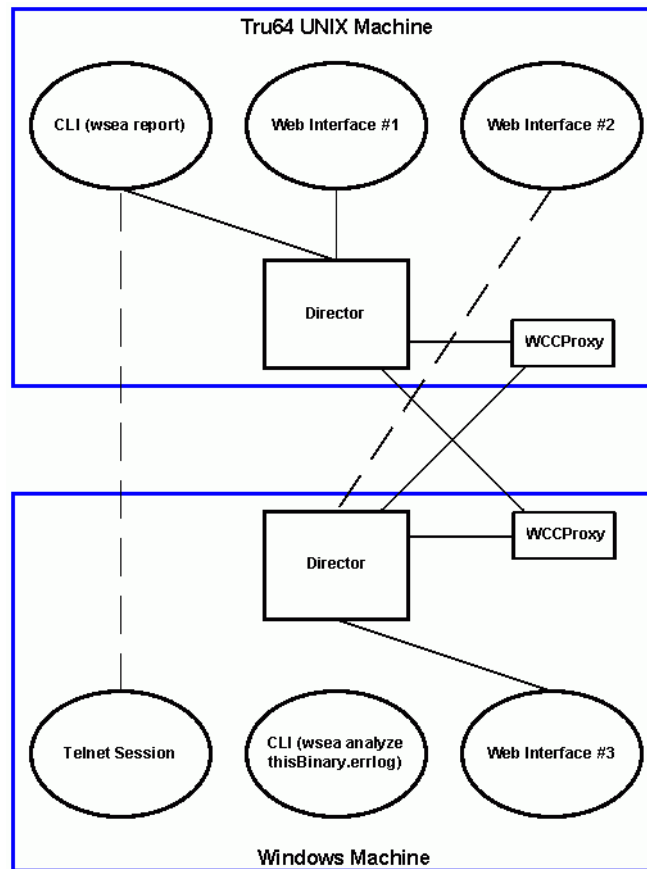 Tru64 UNIX Machine
CLI (wsea report)
Web Interface #1
Web Interface #2
Director
WCCProxy
WCCProxy
Director
Telnet Session
CLI (wsea analyze
thisBinary.errlog)
Web Interface #3
Windows Machine